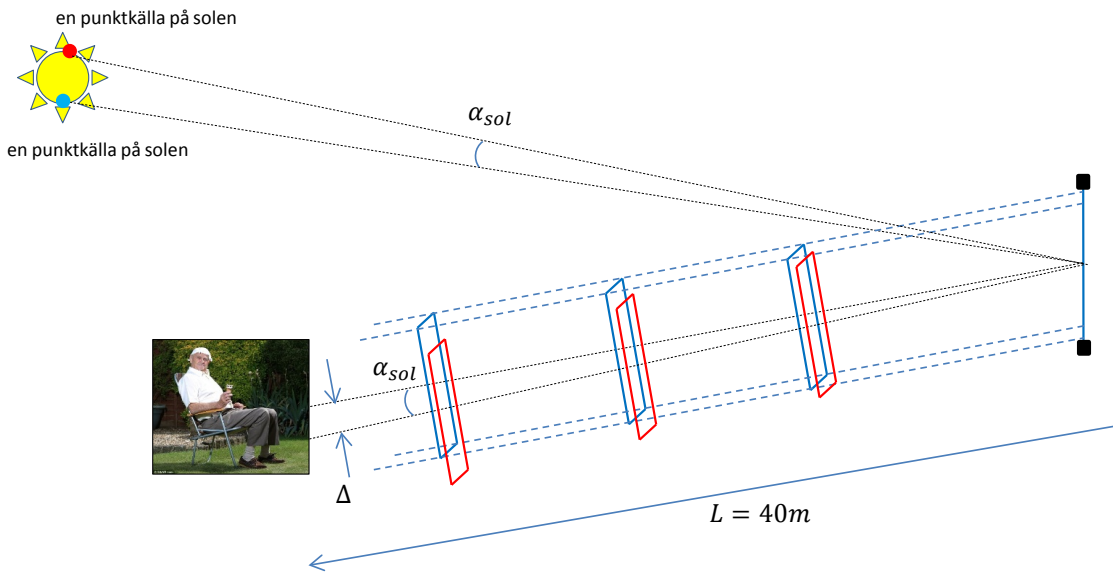 en punktkälla på solen
α_sol
en punktkälla på solen
α_sol
Δ
L = 40m